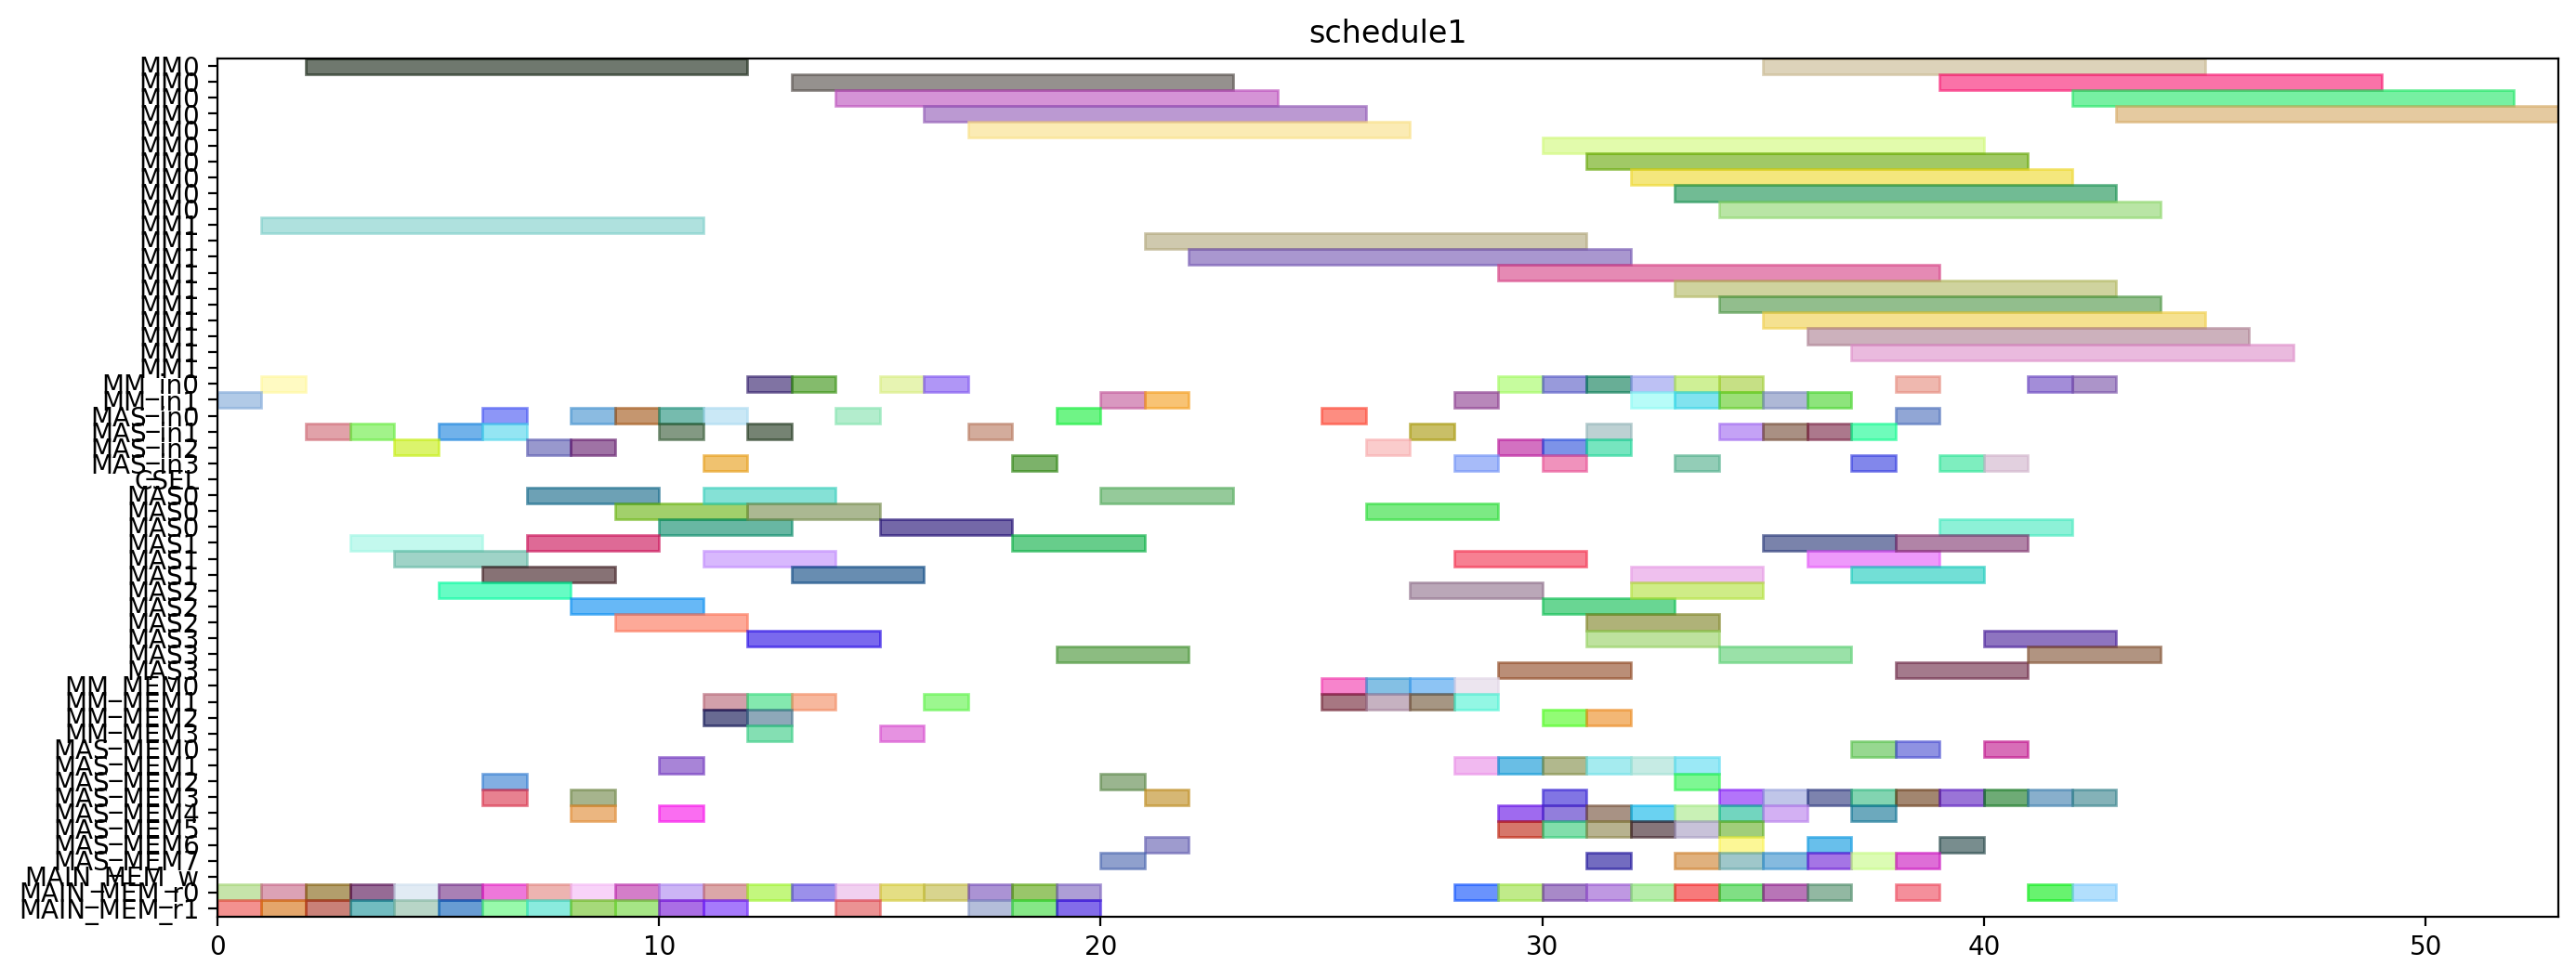 schedule1
MM0
MM0
MM0
MM0
MM0
MM0
MM0
MM0
MM0
MM0
MM1
MM1
MM1
MM1
MM1
MM1
MM1
MM1
MM1
MM1
MM_in0
MM_in1
MAS_in0
MAS_in1
MAS_in2
MAS_in3
CSEL
MAS0
MAS0
MAS0
MAS1
MAS1
MAS1
MAS2
MAS2
MAS2
MAS3
MAS3
MAS3
MM_MEM0
MM_MEM1
MM_MEM2
MM_MEM3
MAS_MEM0
MAS_MEM1
MAS_MEM2
MAS_MEM3
MAS_MEM4
MAS_MEM5
MAS_MEM6
MAS_MEM7
MAIN_MEM_w
MAIN_MEM_r0
MAIN_MEM_r1
0 10 20 30 40 50